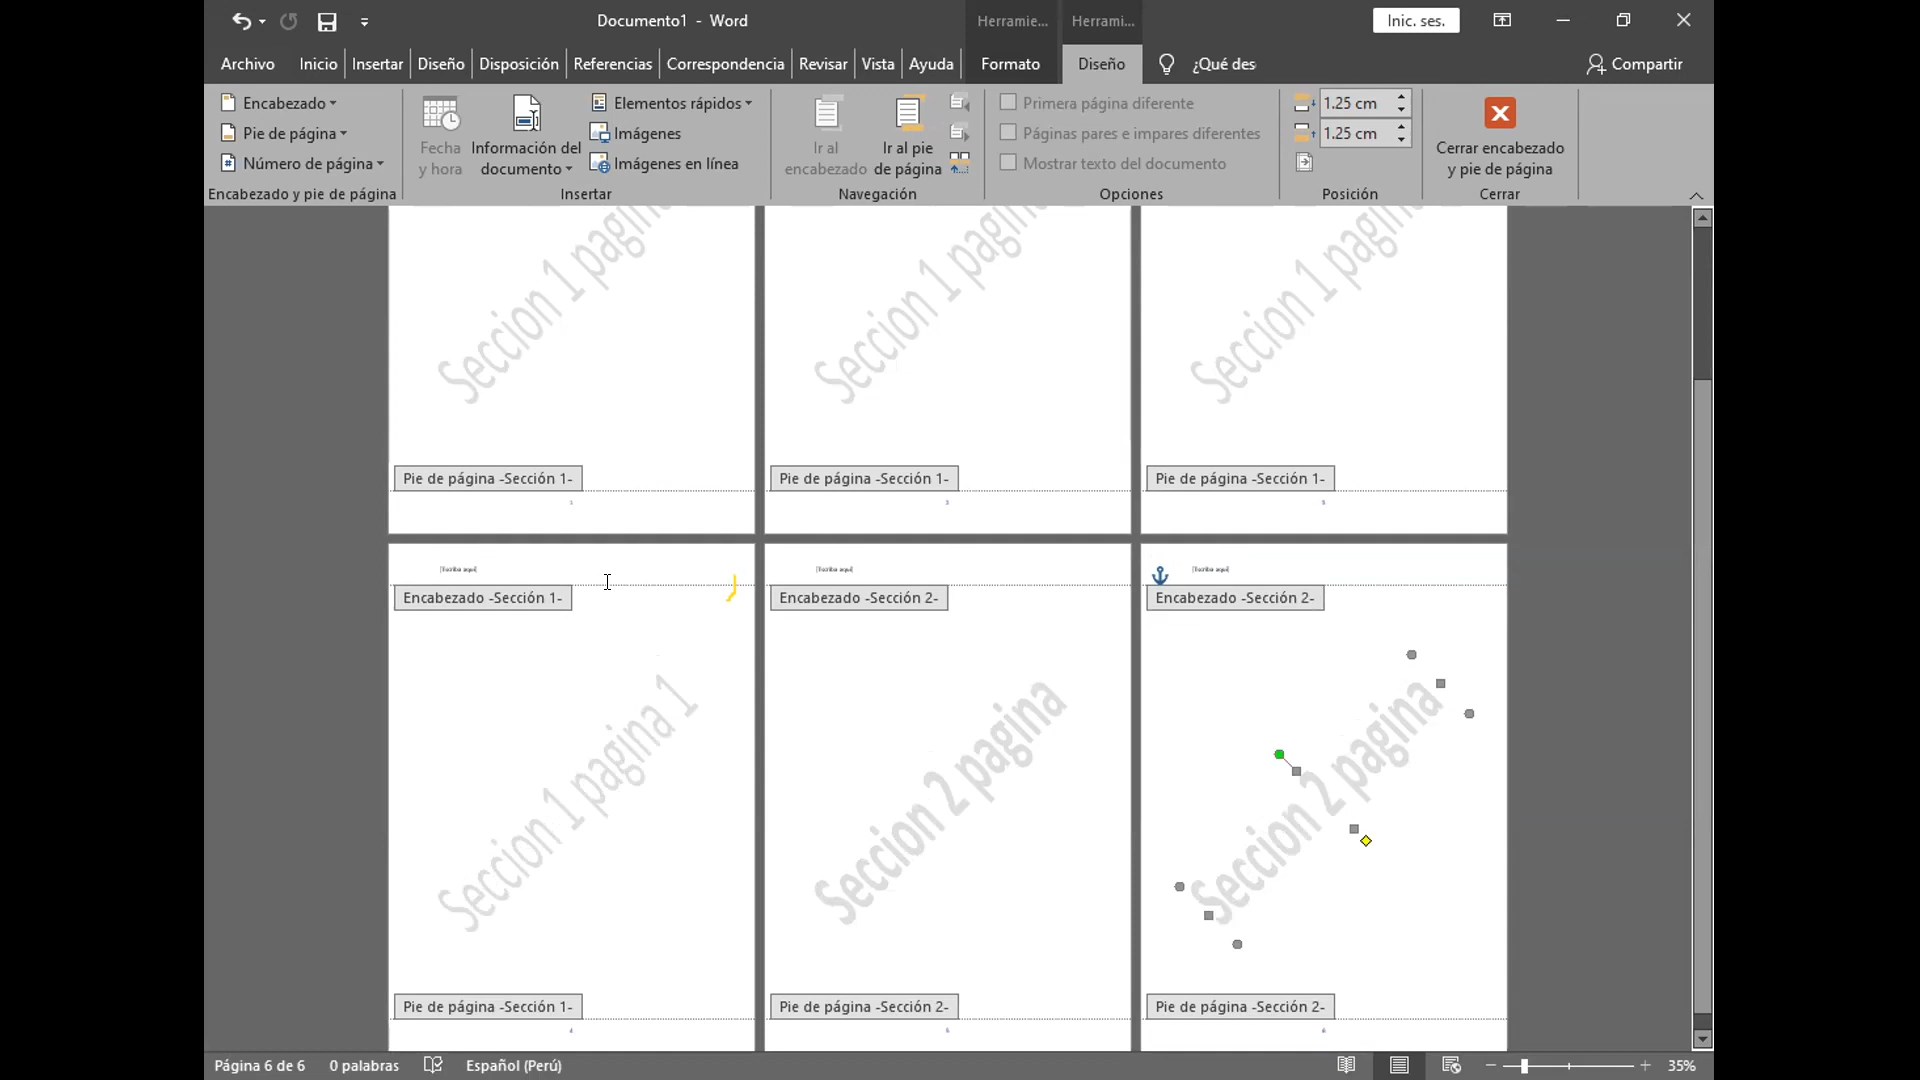 Documento1 - Word
Herramie... Herrami...
Inic. ses.
Archivo Inicio Insertar Diseño Disposición Referencias Correspondencia Revisar Vista Ayuda Formato Diseño ¿Qué des Compartir
Encabezado
Pie de página
Número de página
Encabezado y pie de página
Fecha
y hora
Información del
documento
Elementos rápidos
Imágenes
Imágenes en línea
Insertar
Ir al
encabezado
Ir al pie
de página
Navegación
Primera página diferente
Páginas pares e impares diferentes
Mostrar texto del documento
Opciones
1.25 cm
1.25 cm
Posición
Cerrar encabezado
y pie de página
Cerrar
Seccion 1 pagin
Seccion 1 pagin
Seccion 1 pagin
Pie de página -Sección 1-
Pie de página -Sección 1-
Pie de página -Sección 1-
[Escriba aquí]
[Escriba aquí]
[Escriba aquí]
Encabezado -Sección 1-
Encabezado -Sección 2-
Encabezado -Sección 2-
Seccion 1 pagina 1
Seccion 2 pagina
Seccion 2 pagina
Pie de página -Sección 1-
Pie de página -Sección 2-
Pie de página -Sección 2-
Página 6 de 6 0 palabras Español (Perú) 35%